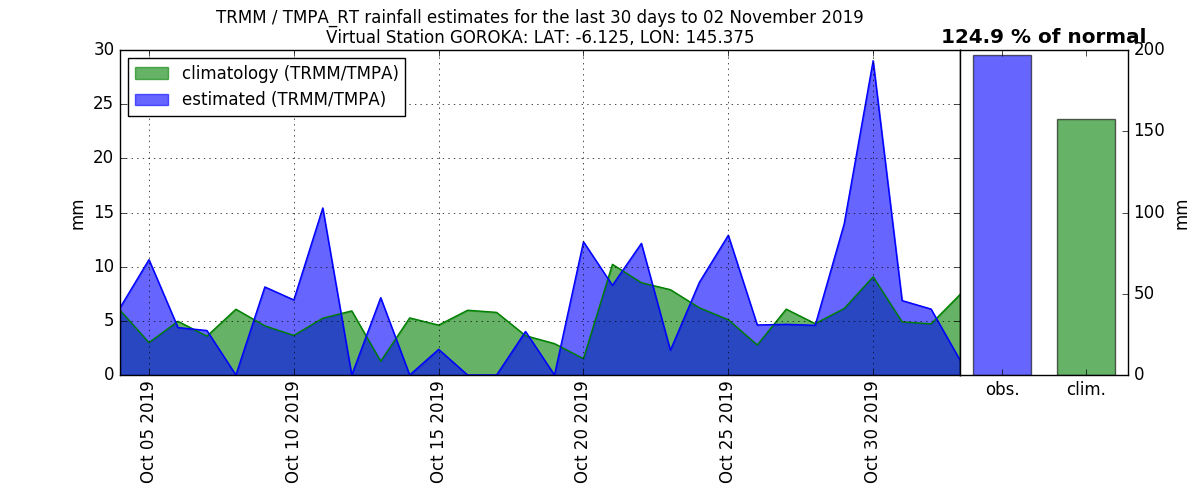 TRMM / TMPA_RT rainfall estimates for the last 30 days to 02 November 2019
Virtual Station GOROKA: LAT: -6.125, LON: 145.375
124.9 % of normal
climatology (TRMM/TMPA)
estimated (TRMM/TMPA)
30
25
20
15
10
5
0
mm
Oct 05 2019
Oct 10 2019
Oct 15 2019
Oct 20 2019
Oct 25 2019
Oct 30 2019
200
150
100
50
0
mm
obs.
clim.